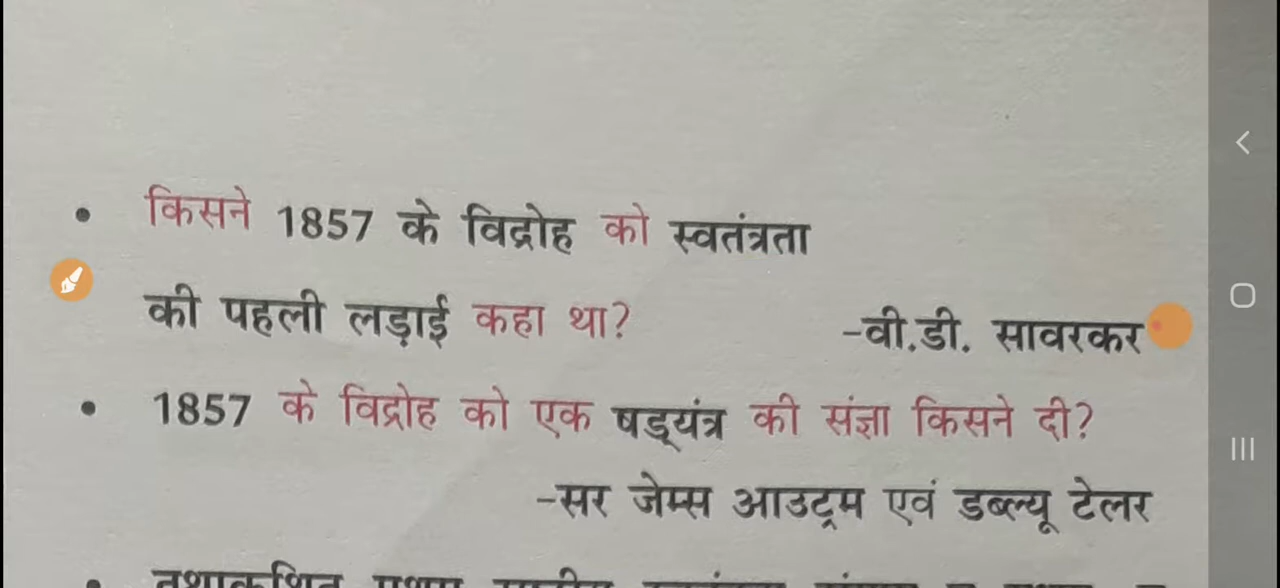 • किसने 1857 के विद्रोह को स्वतंत्रता
की पहली लड़ाई कहा था? -वी.डी. सावरकर
• 1857 के विद्रोह को एक षड्यंत्र की संज्ञा किसने दी?
-सर जेम्स आउट्रम एवं डब्ल्यू टेलर